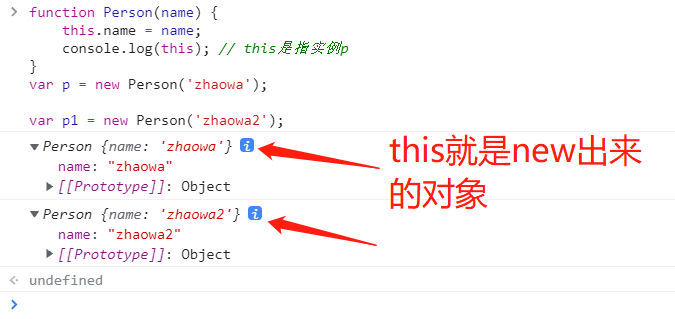 function Person(name) {
this.name = name;
console.log(this); // this是指实例p
}
var p = new Person('zhaowa');
var p1 = new Person('zhaowa2');
Person {name: 'zhaowa'}
name: "zhaowa"
[[Prototype]]: Object
Person {name: 'zhaowa2'}
name: "zhaowa2"
[[Prototype]]: Object
undefined
this就是new出来
的对象